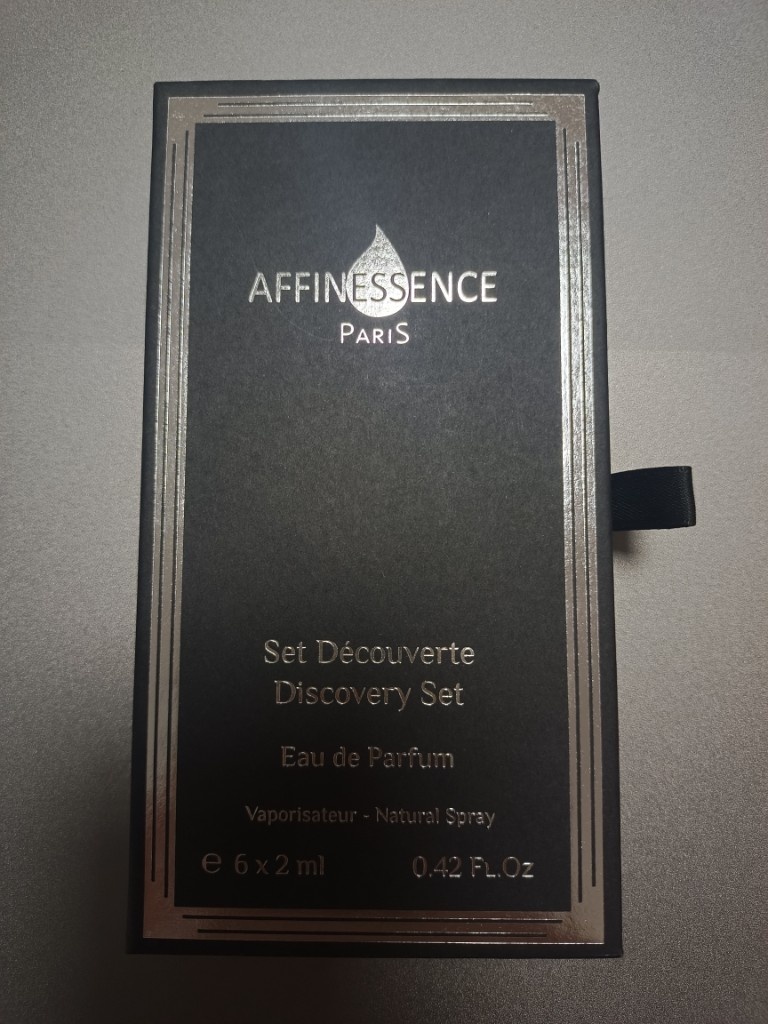 AFFINESSENCE
PARIS
Set Découverte
Discovery Set
Eau de Parfum
Vaporisateur - Natural Spray
℮ 6 x 2 ml 0.42 FL.Oz